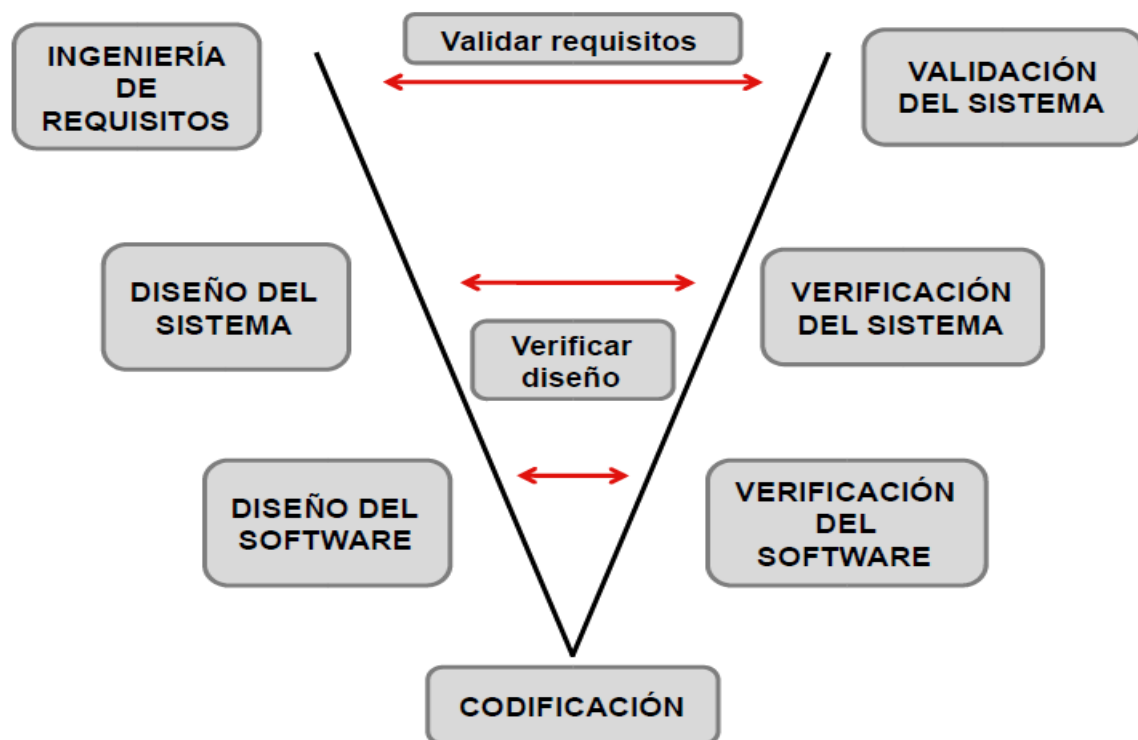 INGENIERÍA
DE
REQUISITOS
Validar requisitos
VALIDACIÓN
DEL SISTEMA
DISEÑO DEL
SISTEMA
Verificar
diseño
VERIFICACIÓN
DEL SISTEMA
DISEÑO DEL
SOFTWARE
VERIFICACIÓN
DEL
SOFTWARE
CODIFICACIÓN